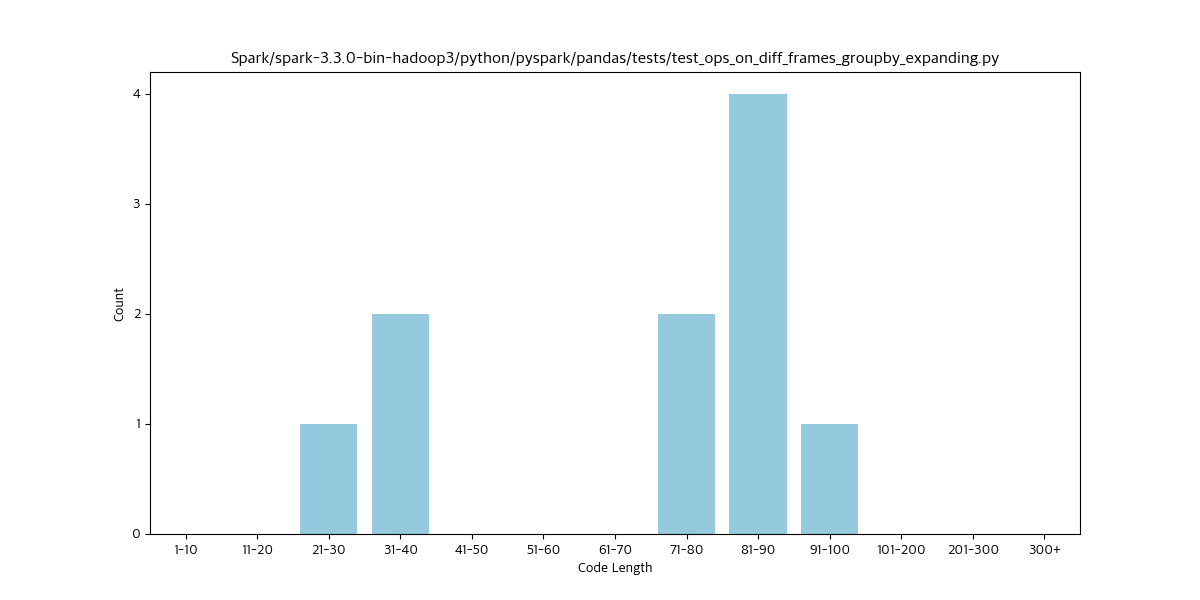 Spark/spark-3.3.0-bin-hadoop3/python/pyspark/pandas/tests/test_ops_on_diff_frames_groupby_expanding.py
Count
4
3
2
1
0
1-10 11-20 21-30 31-40 41-50 51-60 61-70 71-80 81-90 91-100 101-200 201-300 300+
Code Length